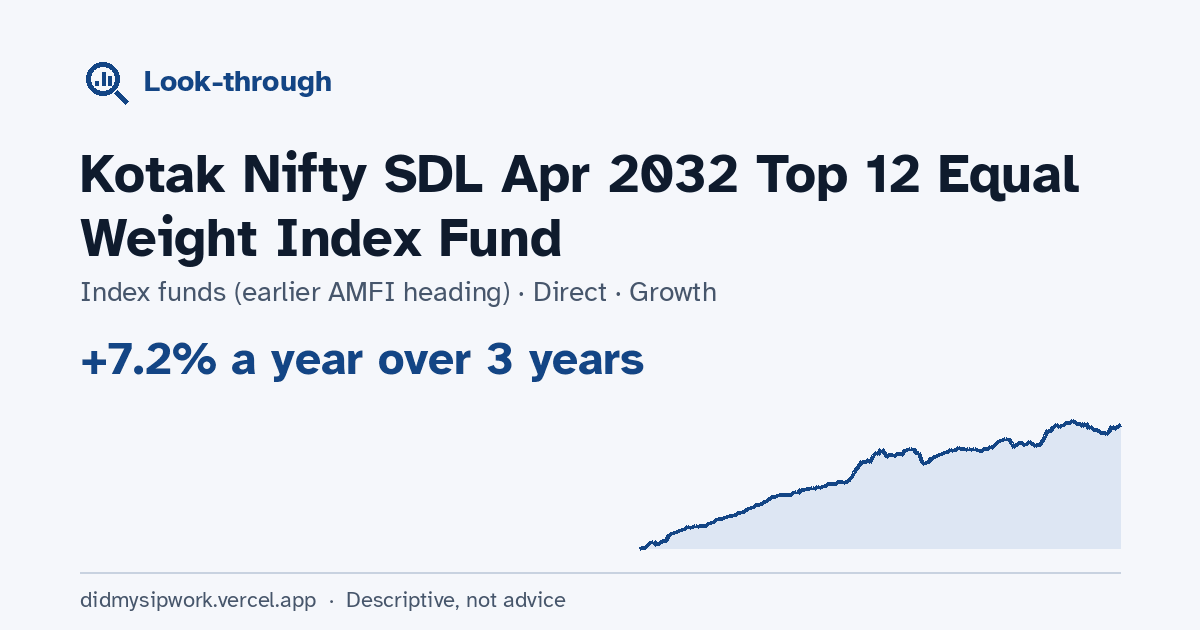 Look-through
Kotak Nifty SDL Apr 2032 Top 12 Equal
Weight Index Fund
Index funds (earlier AMFI heading) · Direct · Growth
+7.2% a year over 3 years
didmysipwork.vercel.app · Descriptive, not advice